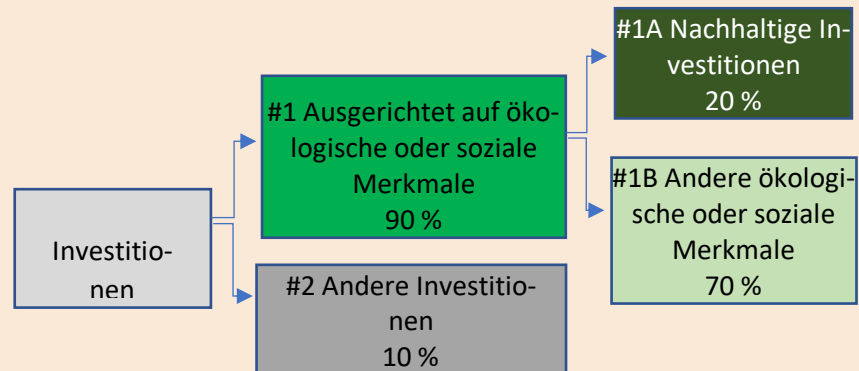 Investitio-
nen
#1 Ausgerichtet auf öko-
logische oder soziale
Merkmale
90 %
#2 Andere Investitio-
nen
10 %
#1A Nachhaltige In-
vestitionen
20 %
#1B Andere ökologi-
sche oder soziale
Merkmale
70 %